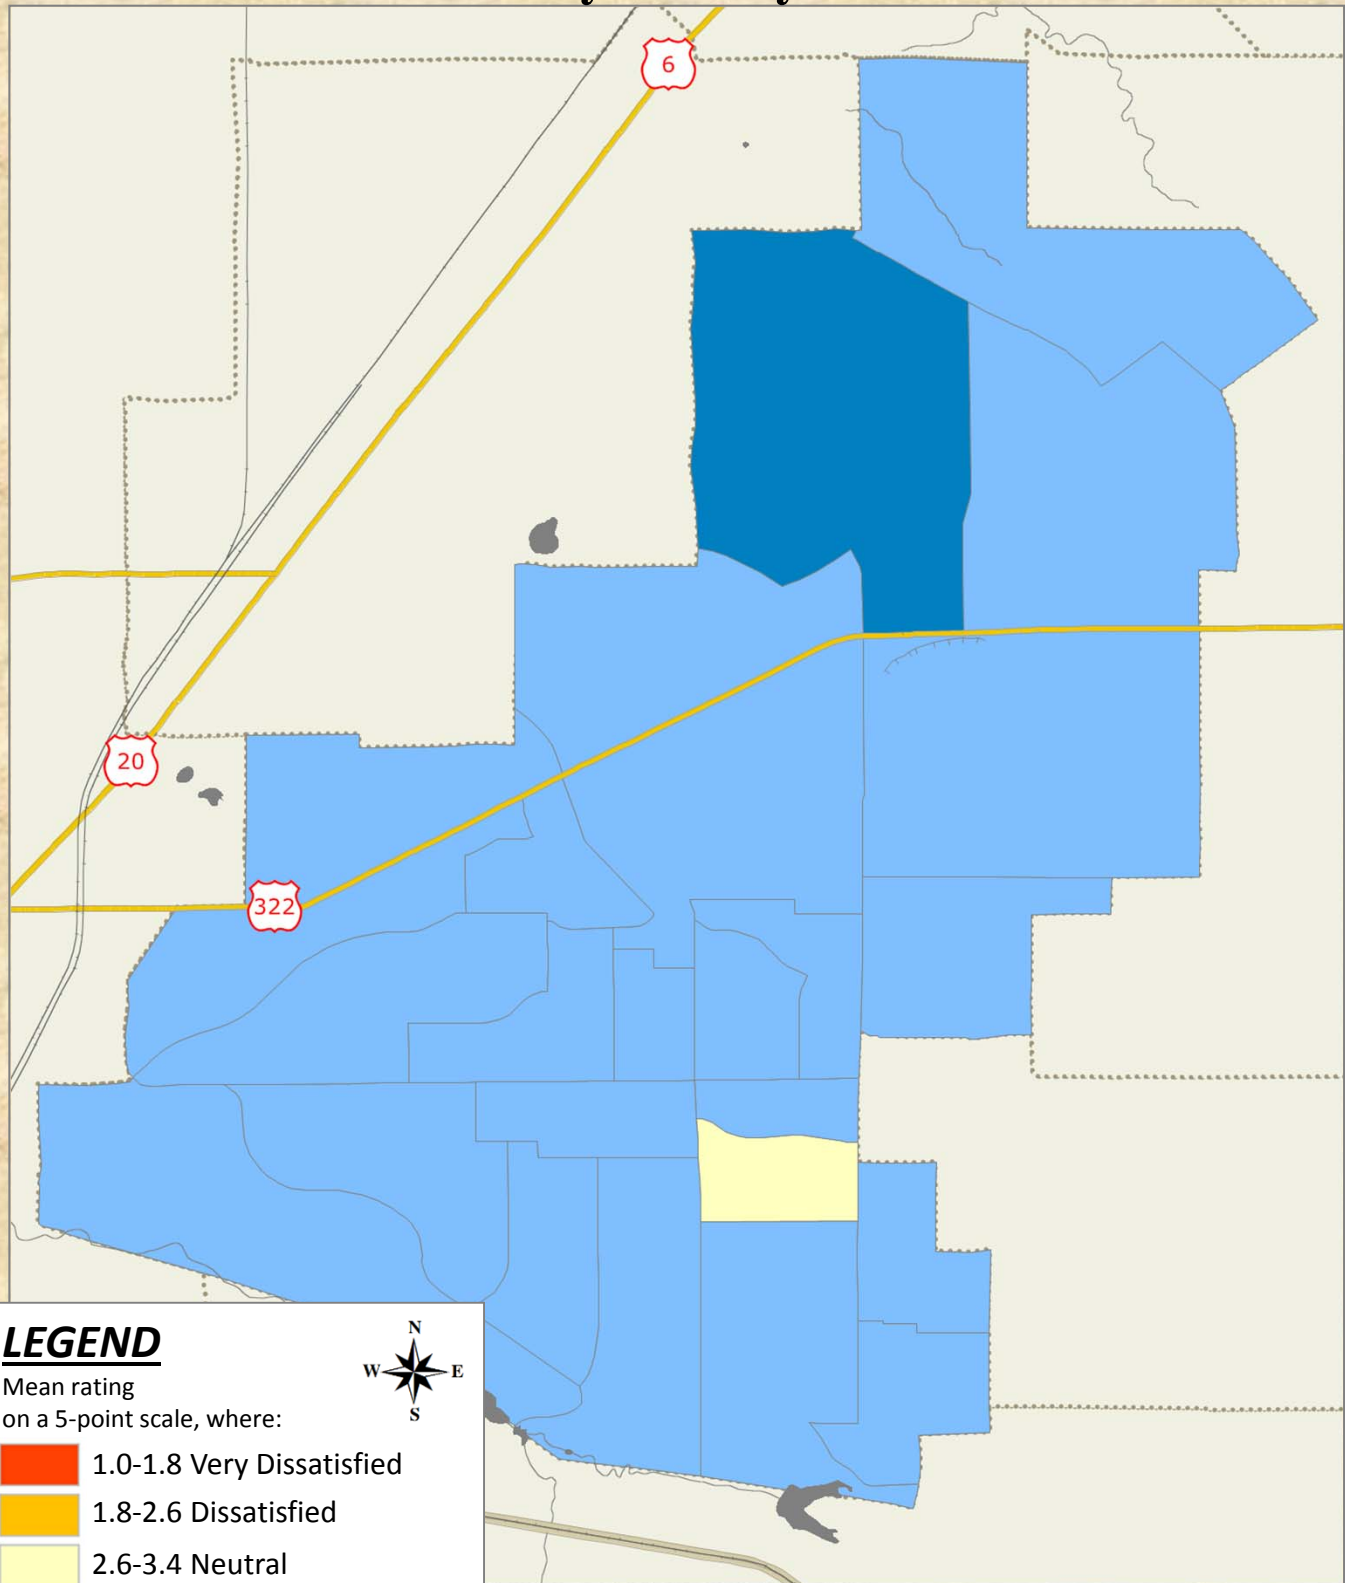 6
20
322
LEGEND
N
W E
S
Mean rating
on a 5-point scale, where:
1.0-1.8 Very Dissatisfied
1.8-2.6 Dissatisfied
2.6-3.4 Neutral